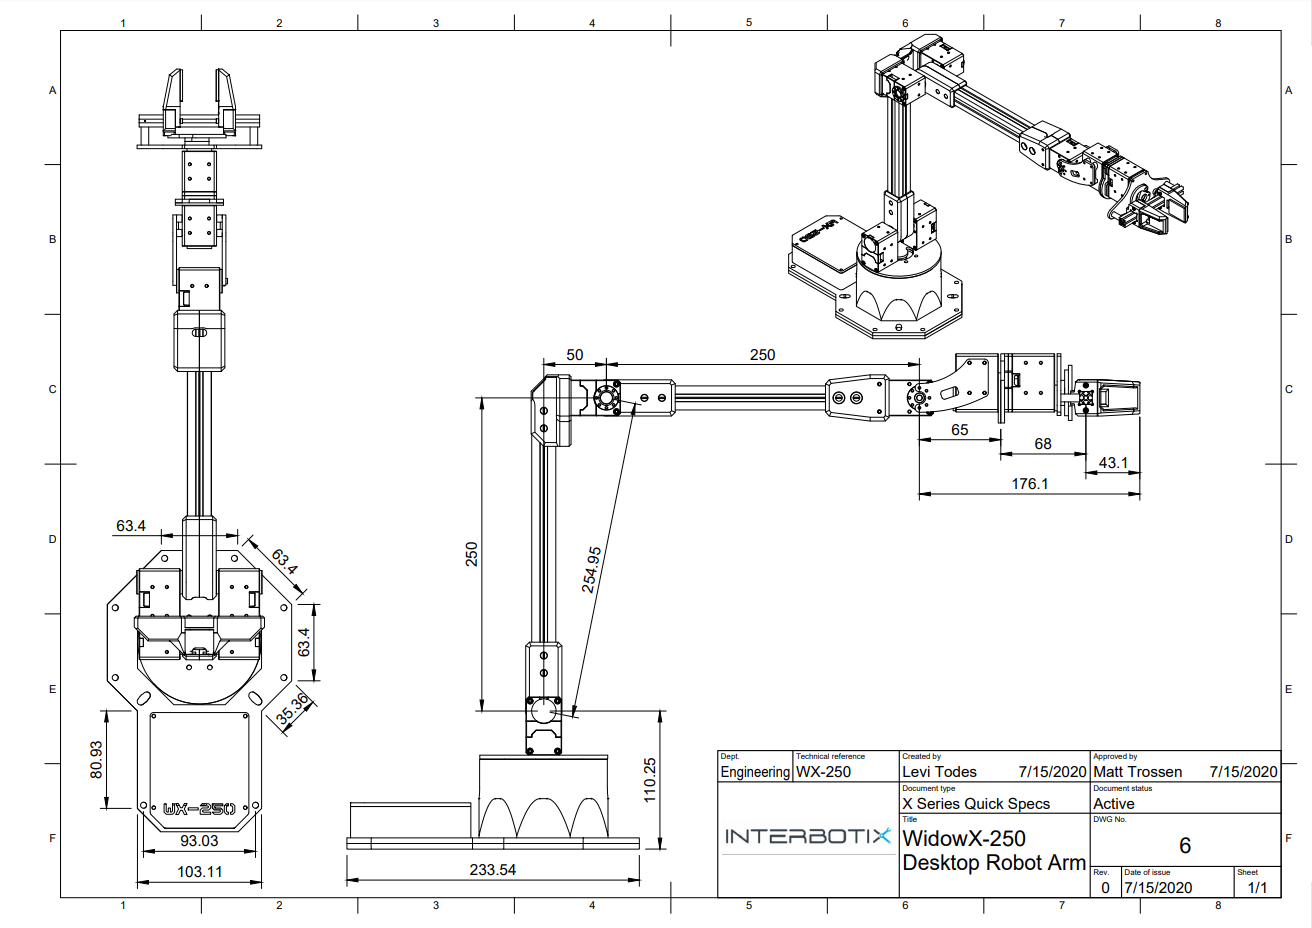 1 2 3 4 5 6 7 8
A A
B B
C C
D D
E E
F F
50 250
65
68
43.1
176.1
63.4
63.4
250
254.95
63.4
35.36
80.93
110.25
WX-250
93.03
103.11
233.54
Dept. Technical reference Created by Approved by
Engineering WX-250 Levi Todes 7/15/2020 Matt Trossen 7/15/2020
Document type Document status
X Series Quick Specs Active
Title DWG No.
INTERBOTIX
WidowX-250
Desktop Robot Arm
6
Rev. Date of issue Sheet
0 7/15/2020 1/1
1 2 3 4 5 6 7 8
WX-250